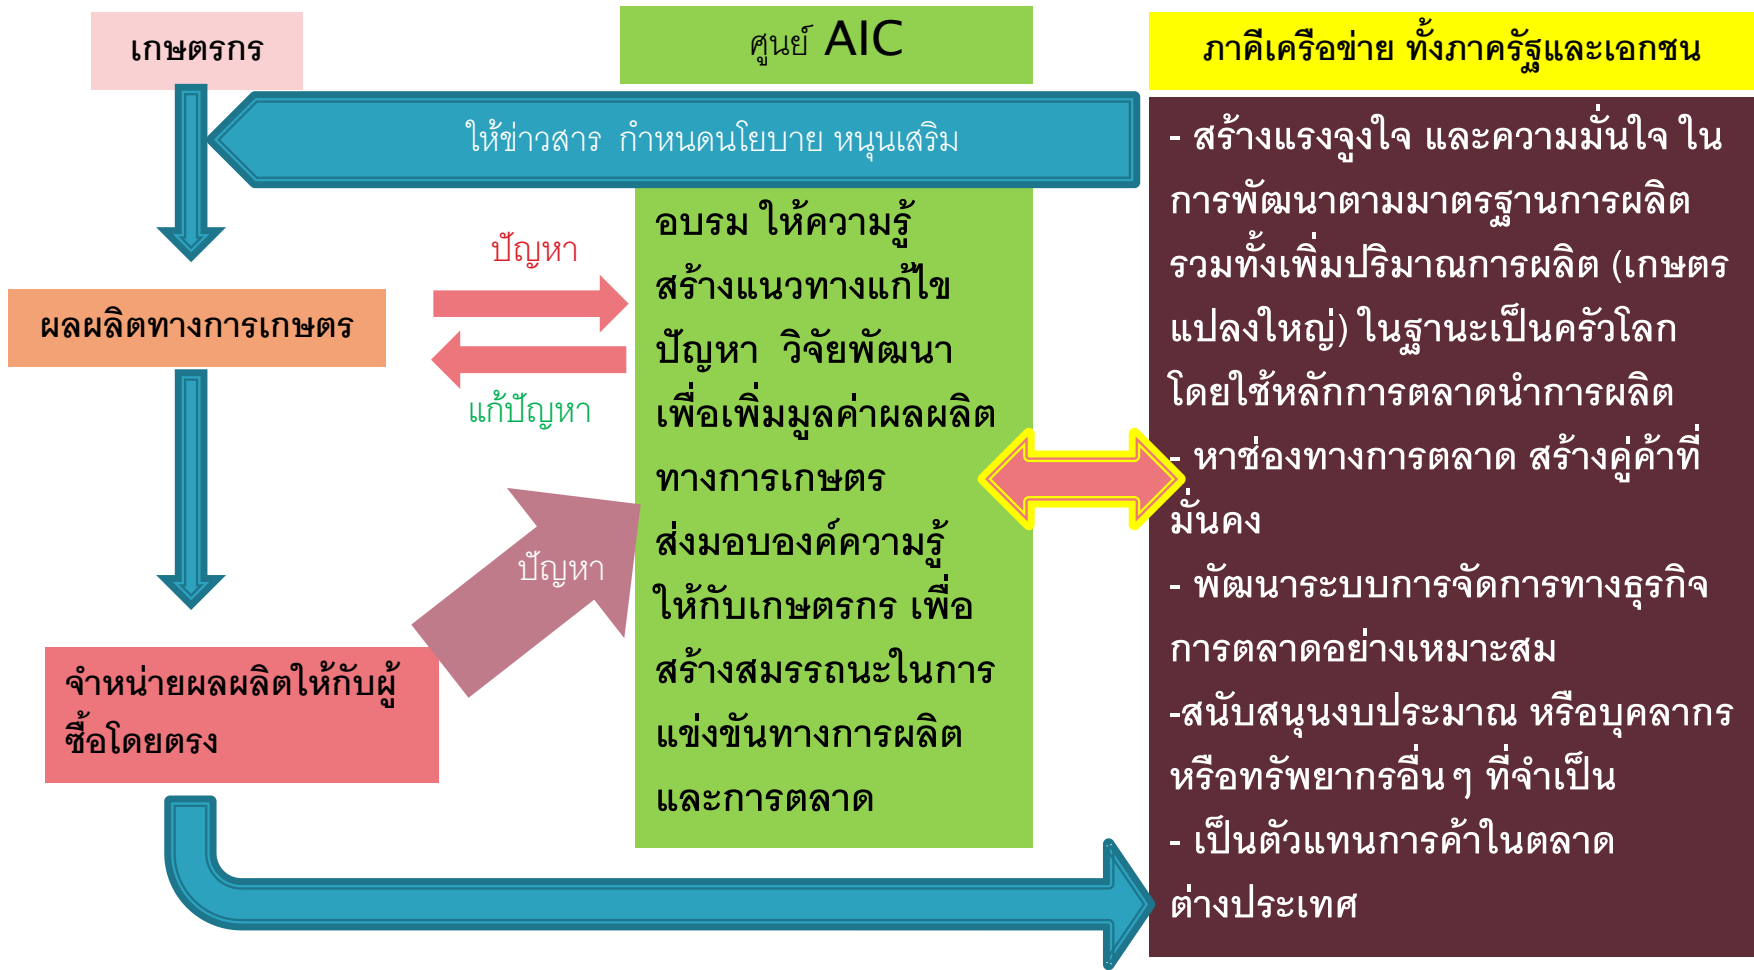 เกษตรกร
ศูนย์ AIC
ภาคีเครือข่าย ทั้งภาครัฐและเอกชน
ให้ข่าวสาร กำหนดนโยบาย หนุนเสริม
ปัญหา
ผลผลิตทางการเกษตร
แก้ปัญหา
ปัญหา
จำหน่ายผลผลิตให้กับผู้
ซื้อโดยตรง
อบรม ให้ความรู้
สร้างแนวทางแก้ไข
ปัญหา วิจัยพัฒนา
เพื่อเพิ่มมูลค่าผลผลิต
ทางการเกษตร
ส่งมอบองค์ความรู้
ให้กับเกษตรกร เพื่อ
สร้างสมรรถนะในการ
แข่งขันทางการผลิต
และการตลาด
- สร้างแรงจูงใจ และความมั่นใจ ใน
การพัฒนาตามมาตรฐานการผลิต
รวมทั้งเพิ่มปริมาณการผลิต (เกษตร
แปลงใหญ่) ในฐานะเป็นครัวโลก
โดยใช้หลักการตลาดนำการผลิต
- หาช่องทางการตลาด สร้างคู่ค้าที่
มั่นคง
- พัฒนาระบบการจัดการทางธุรกิจ
การตลาดอย่างเหมาะสม
-สนับสนุนงบประมาณ หรือบุคลากร
หรือทรัพยากรอื่น ๆ ที่จำเป็น
- เป็นตัวแทนการค้าในตลาด
ต่างประเทศ